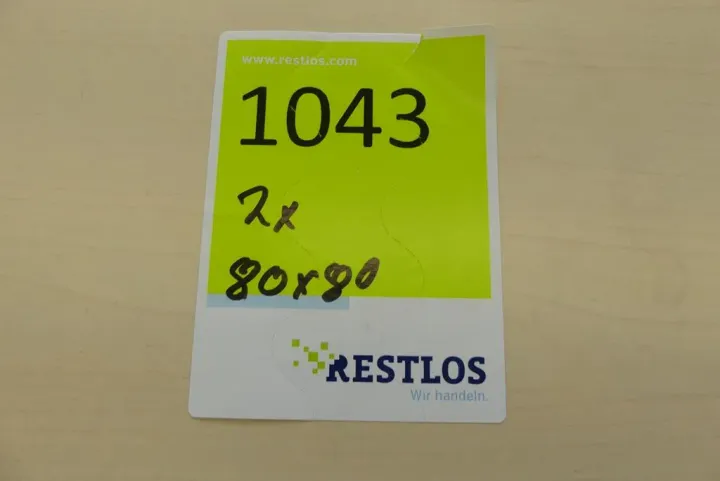 www.restlos.com
1043
2x
80x80
RESTLOS
Wir handeln.